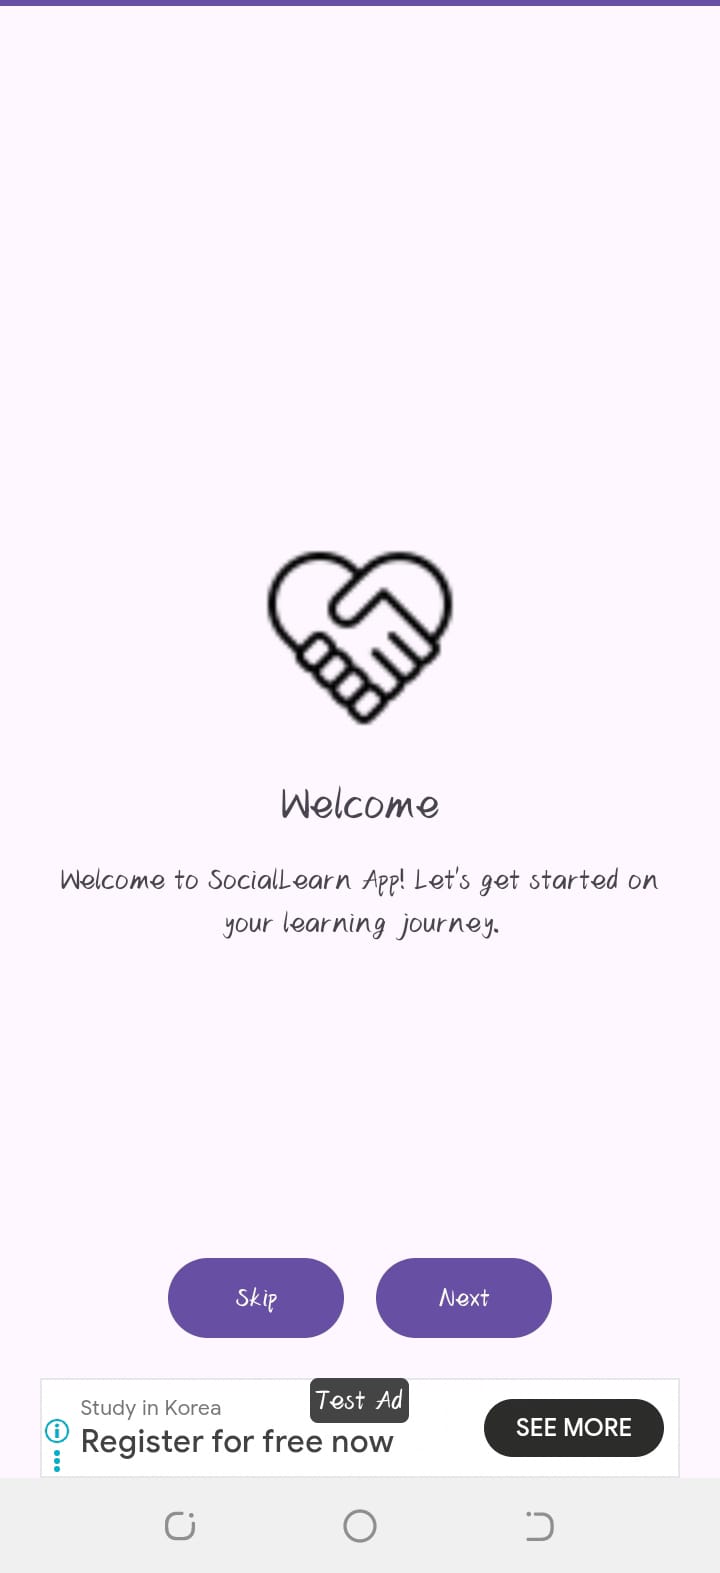 Welcome
Welcome to SocialLearn App! Let's get started on
your learning journey.
Skip
Next
Test Ad
Study in Korea
Register for free now
SEE MORE